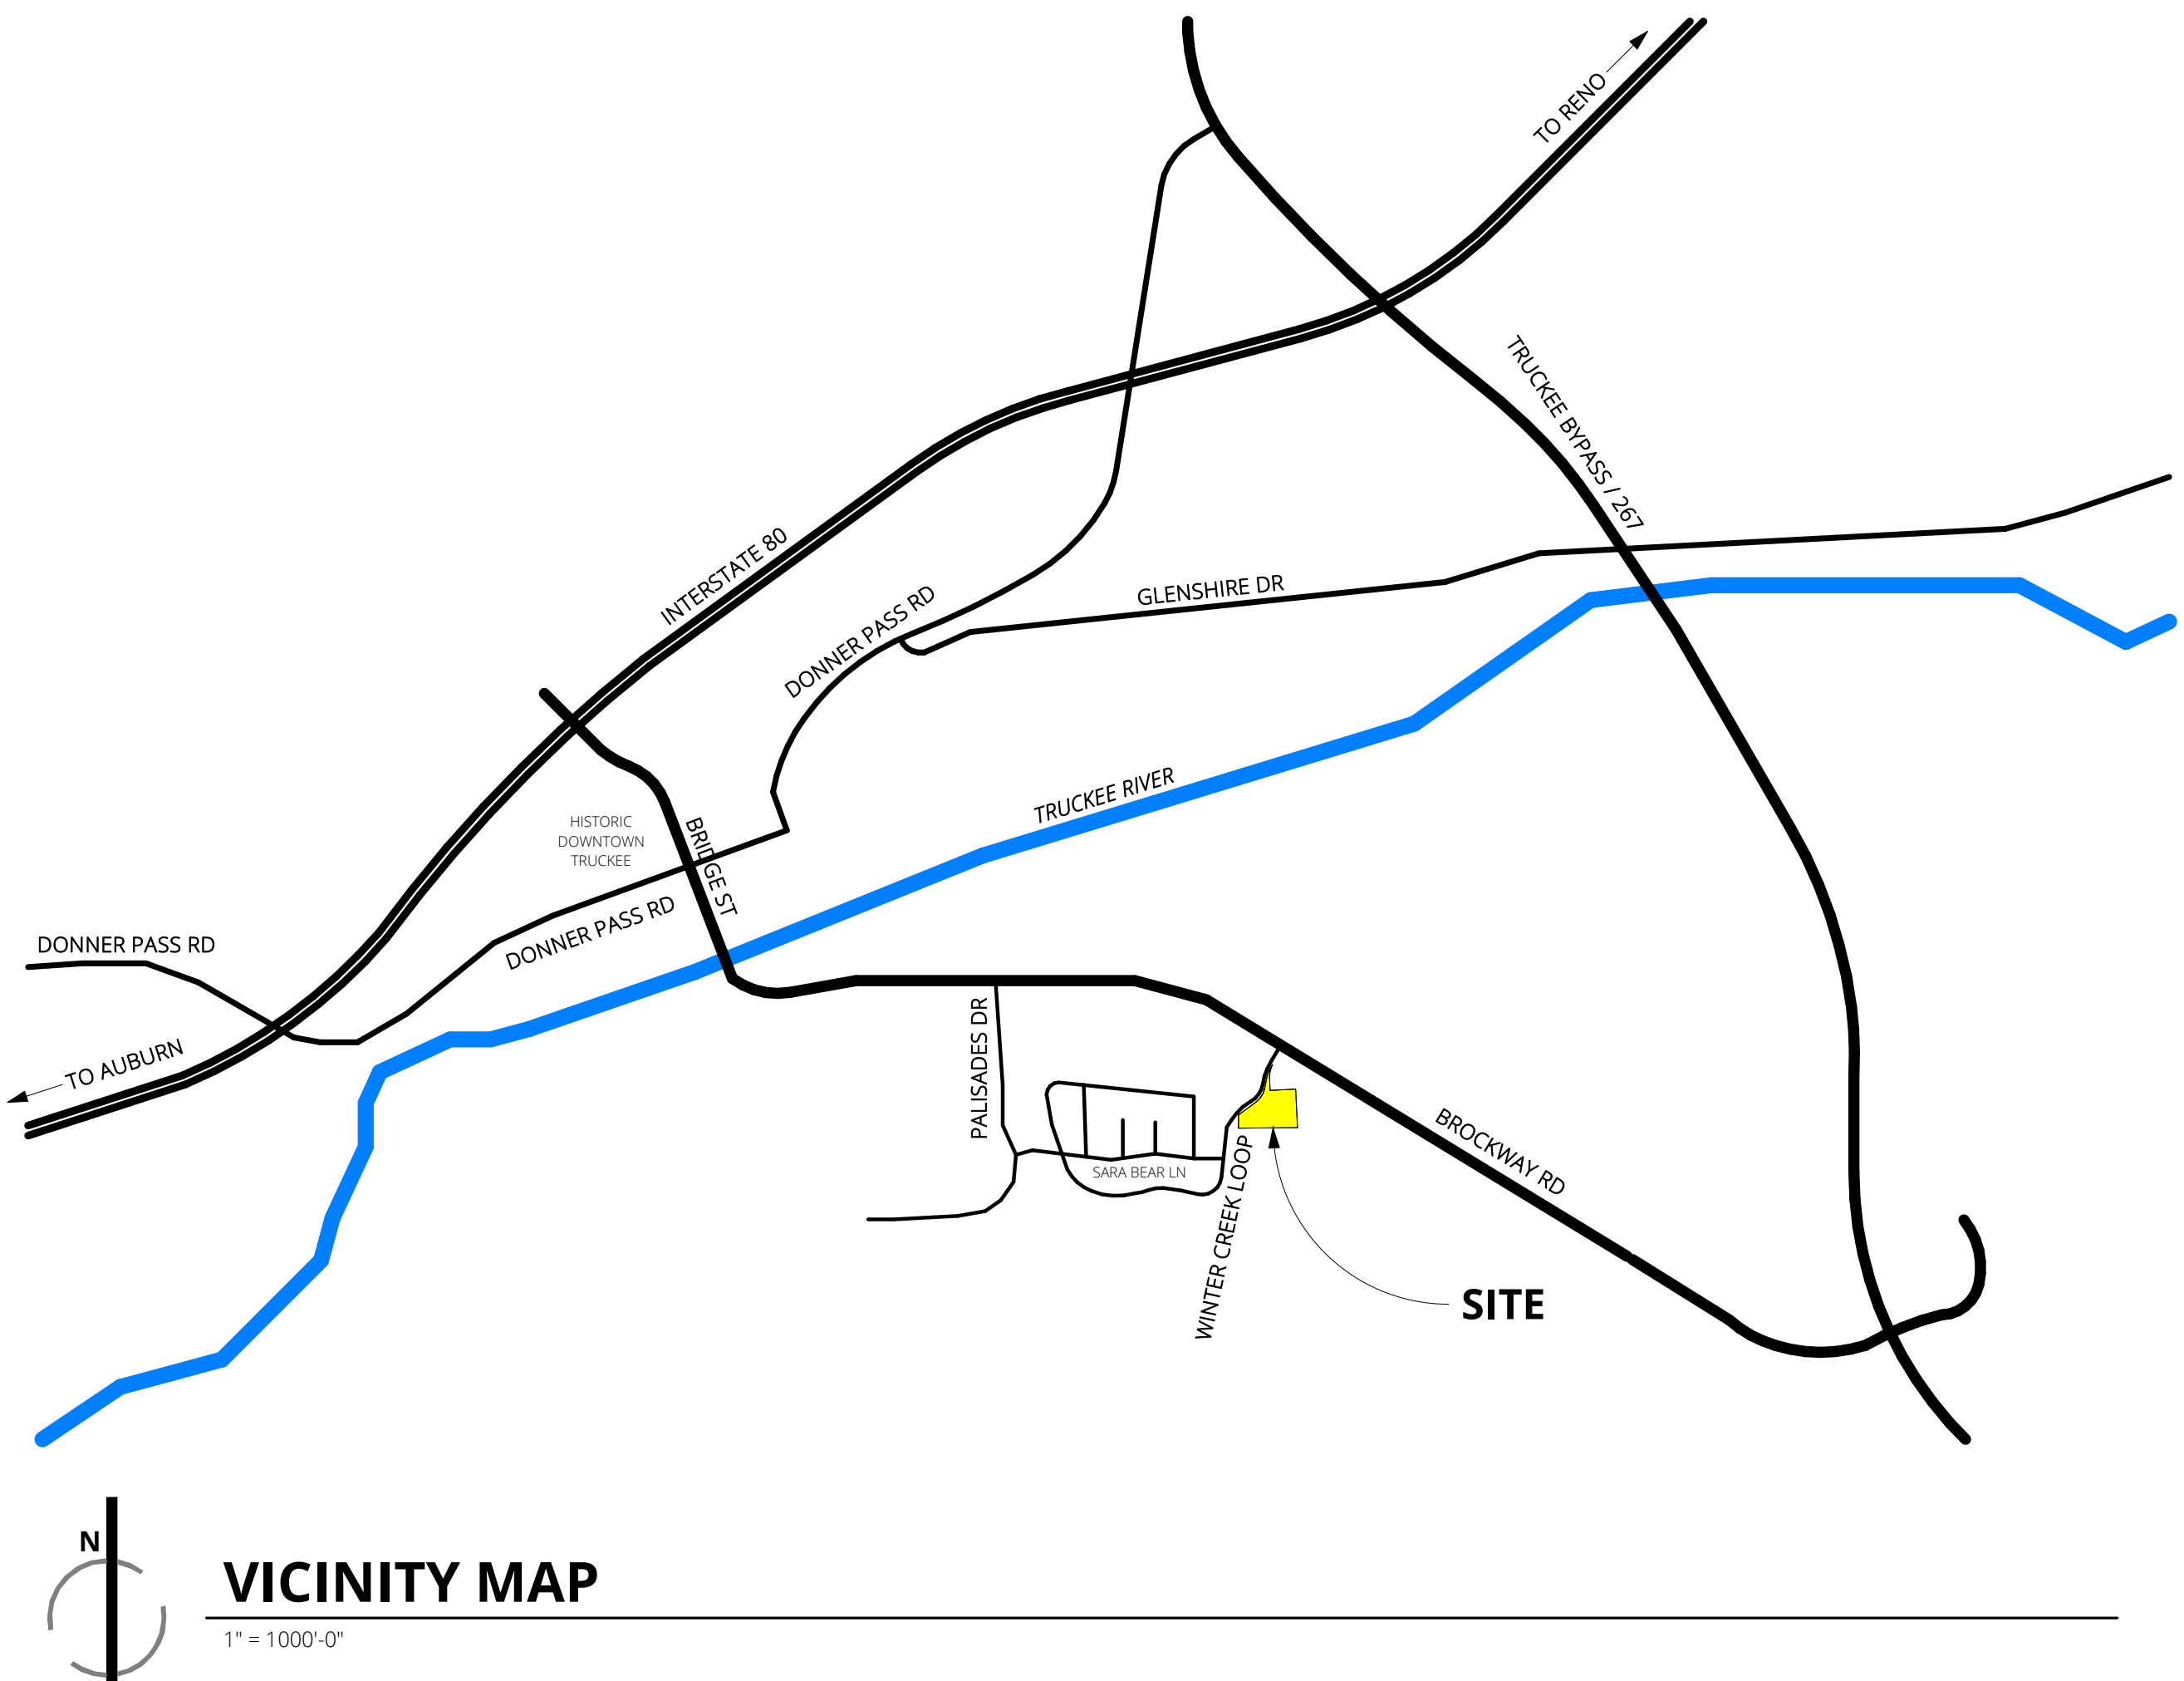 TO RENO
TRUCKEE BYPASS / 267
INTERSTATE 80
DONNER PASS RD
GLENSHIRE DR
TRUCKEE RIVER
HISTORIC
DOWNTOWN
TRUCKEE
BRIDGE ST
DONNER PASS RD
DONNER PASS RD
TO AUBURN
PALISADES DR
SARA BEAR LN
WINTER CREEK LOOP
BROCKWAY RD
SITE
N
VICINITY MAP
1" = 1000'-0"